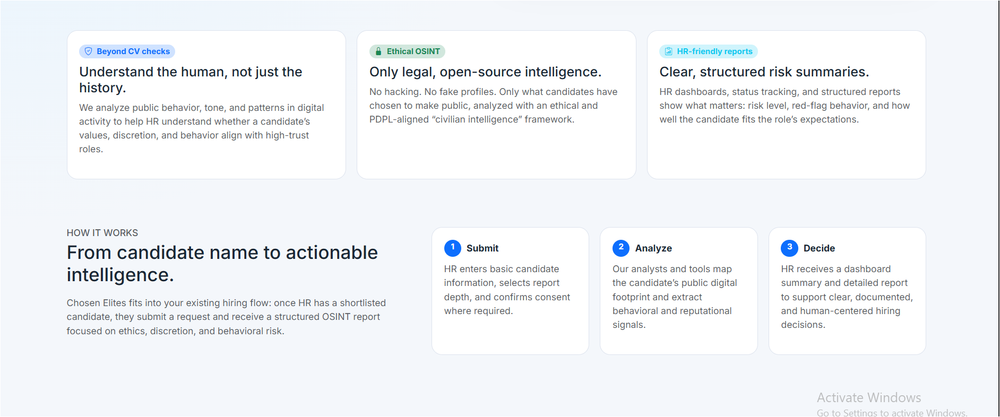 Beyond CV checks
Understand the human, not just the
history.
We analyze public behavior, tone, and patterns in digital
activity to help HR understand whether a candidate’s
values, discretion, and behavior align with high-trust
roles.
Ethical OSINT
Only legal, open-source intelligence.
No hacking. No fake profiles. Only what candidates have
chosen to make public, analyzed with an ethical and
PDPL-aligned “civilian intelligence” framework.
HR-friendly reports
Clear, structured risk summaries.
HR dashboards, status tracking, and structured reports
show what matters: risk level, red-flag behavior, and how
well the candidate fits the role’s expectations.
HOW IT WORKS
From candidate name to actionable
intelligence.
Chosen Elites fits into your existing hiring flow: once HR has a shortlisted
candidate, they submit a request and receive a structured OSINT report
focused on ethics, discretion, and behavioral risk.
1 Submit
HR enters basic candidate
information, selects report
depth, and confirms consent
where required.
2 Analyze
Our analysts and tools map
the candidate’s public digital
footprint and extract
behavioral and reputational
signals.
3 Decide
HR receives a dashboard
summary and detailed report
to support clear, documented,
and human-centered hiring
decisions.
Activate Windows
Go to Settings to activate Windows.